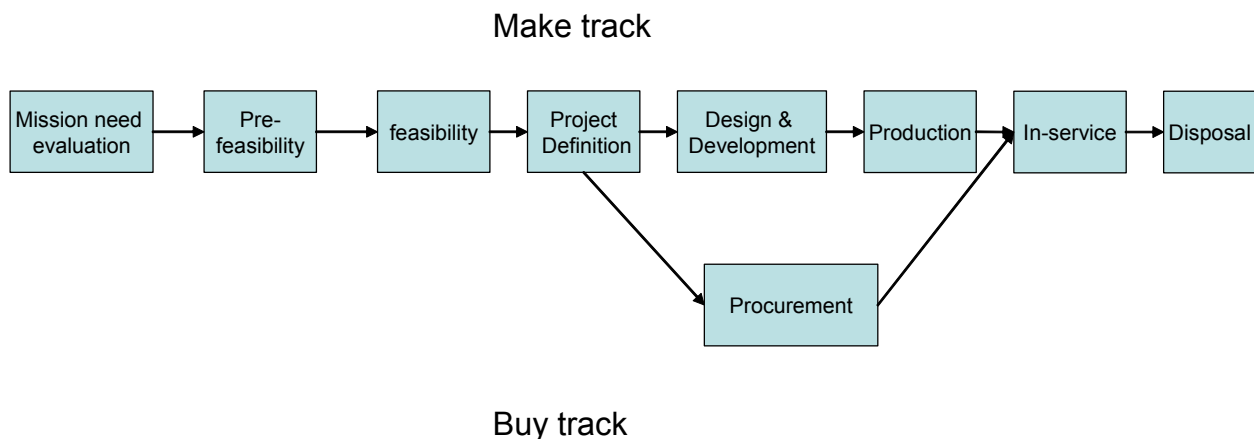 Make track
Mission need
evaluation
Pre-
feasibility
feasibility
Project
Definition
Design &
Development
Production
In-service
Disposal
Procurement
Buy track